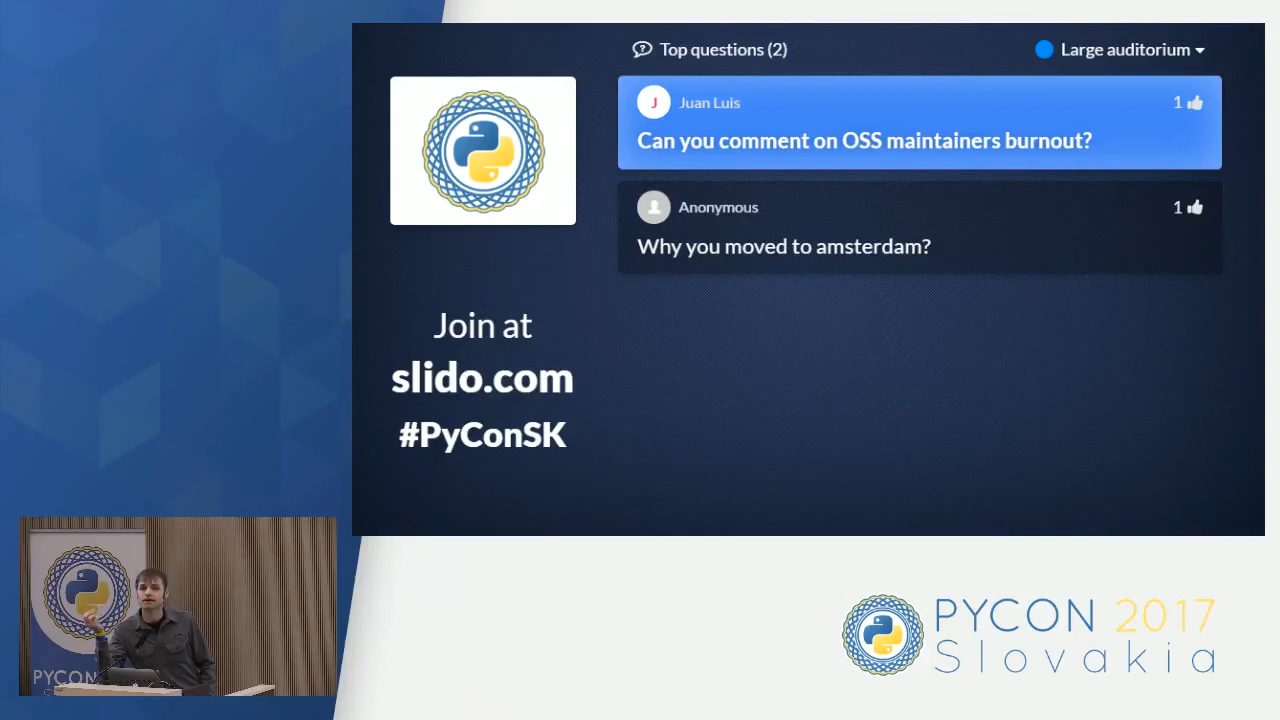 Top questions (2)
Large auditorium
J
Juan Luis
1
Can you comment on OSS maintainers burnout?
Anonymous
1
Why you moved to amsterdam?
Join at
slido.com
#PyConSK
PYCON
PYCON 2017
Slovakia